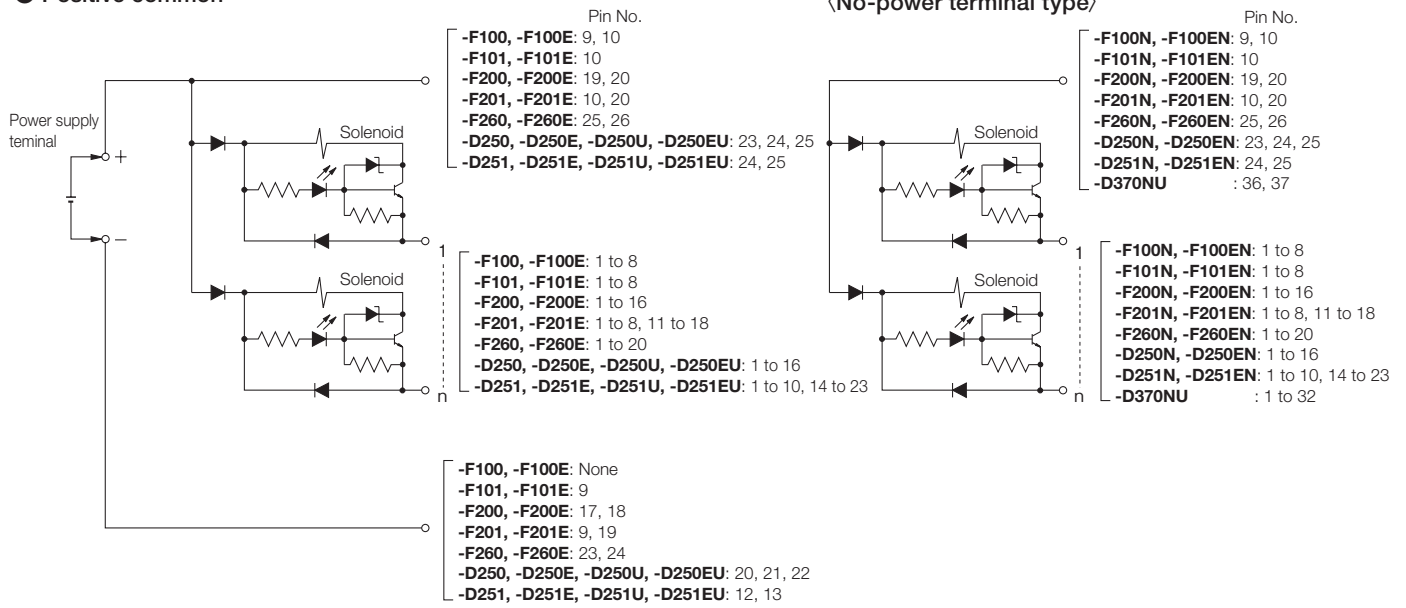 Positive common
〈No-power terminal type〉
Pin No.
-F100, -F100E: 9, 10
-F101, -F101E: 10
-F200, -F200E: 19, 20
-F201, -F201E: 10, 20
-F260, -F260E: 25, 26
-D250, -D250E, -D250U, -D250EU: 23, 24, 25
-D251, -D251E, -D251U, -D251EU: 24, 25
Power supply
teminal
+
−
Solenoid
1
-F100, -F100E: 1 to 8
-F101, -F101E: 1 to 8
-F200, -F200E: 1 to 16
-F201, -F201E: 1 to 8, 11 to 18
-F260, -F260E: 1 to 20
-D250, -D250E, -D250U, -D250EU: 1 to 16
-D251, -D251E, -D251U, -D251EU: 1 to 10, 14 to 23
Solenoid
n
-F100, -F100E: None
-F101, -F101E: 9
-F200, -F200E: 17, 18
-F201, -F201E: 9, 19
-F260, -F260E: 23, 24
-D250, -D250E, -D250U, -D250EU: 20, 21, 22
-D251, -D251E, -D251U, -D251EU: 12, 13
Pin No.
-F100N, -F100EN: 9, 10
-F101N, -F101EN: 10
-F200N, -F200EN: 19, 20
-F201N, -F201EN: 10, 20
-F260N, -F260EN: 25, 26
-D250N, -D250EN: 23, 24, 25
-D251N, -D251EN: 24, 25
-D370NU : 36, 37
Solenoid
1
-F100N, -F100EN: 1 to 8
-F101N, -F101EN: 1 to 8
-F200N, -F200EN: 1 to 16
-F201N, -F201EN: 1 to 8, 11 to 18
-F260N, -F260EN: 1 to 20
-D250N, -D250EN: 1 to 16
-D251N, -D251EN: 1 to 10, 14 to 23
-D370NU : 1 to 32
Solenoid
n